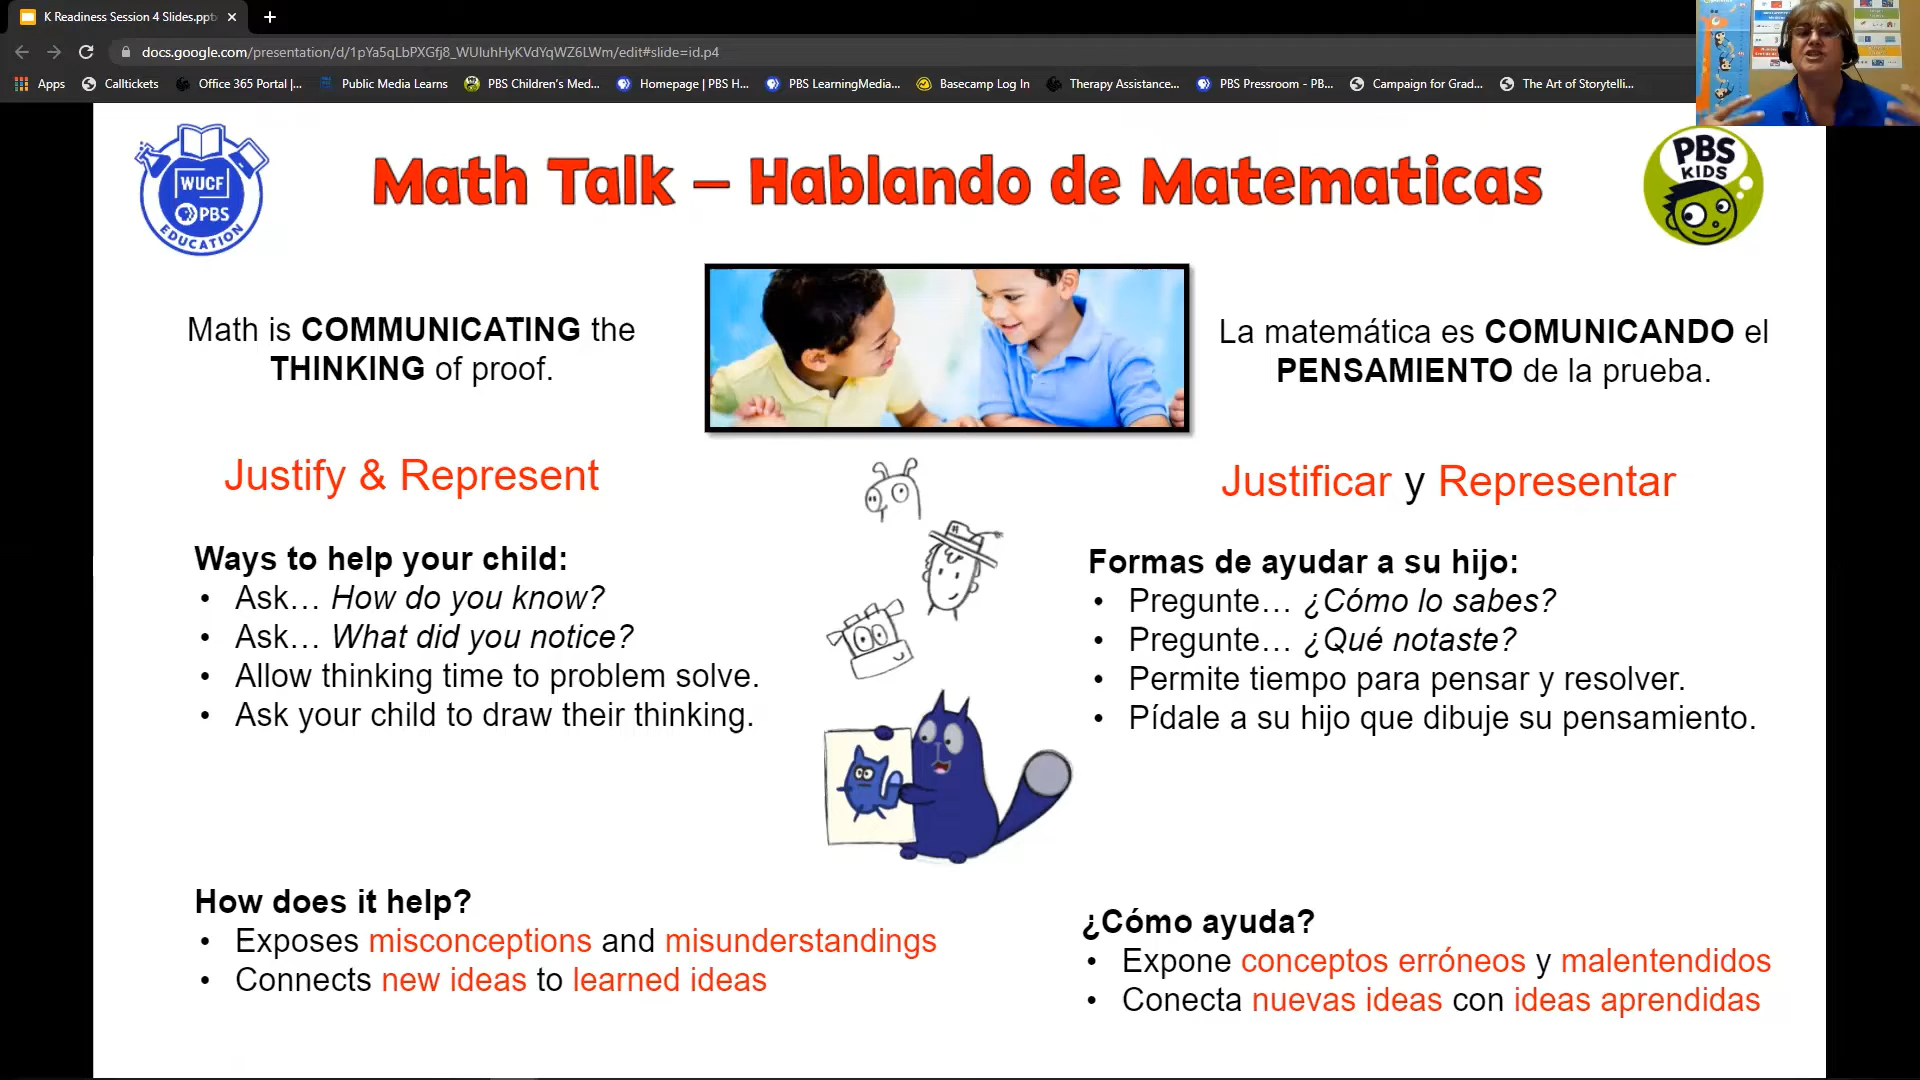 K Readiness Session 4 Slides.ppt
docs.google.com/presentation/d/1pYa5qLbPXGfj8_WUluhHyKVdYqWZ6LWm/edit#slide=id.p4
Apps Calltickets Office 365 Portal |... Public Media Learns PBS Children's Med... Homepage | PBS H... PBS LearningMedia... Basecamp Log In Therapy Assistance... PBS Pressroom - PB... Campaign for Grad... The Art of Storytelli...
WUCF
PBS
EDUCATION
Math Talk – Hablando de Matematicas
PBS
KIDS
Math is COMMUNICATING the
THINKING of proof.
La matemática es COMUNICANDO el
PENSAMIENTO de la prueba.
Justify & Represent
Justificar y Representar
Ways to help your child:
• Ask… How do you know?
• Ask… What did you notice?
• Allow thinking time to problem solve.
• Ask your child to draw their thinking.
Formas de ayudar a su hijo:
• Pregunte… ¿Cómo lo sabes?
• Pregunte… ¿Qué notaste?
• Permite tiempo para pensar y resolver.
• Pídale a su hijo que dibuje su pensamiento.
How does it help?
• Exposes misconceptions and misunderstandings
• Connects new ideas to learned ideas
¿Cómo ayuda?
• Expone conceptos erróneos y malentendidos
• Conecta nuevas ideas con ideas aprendidas